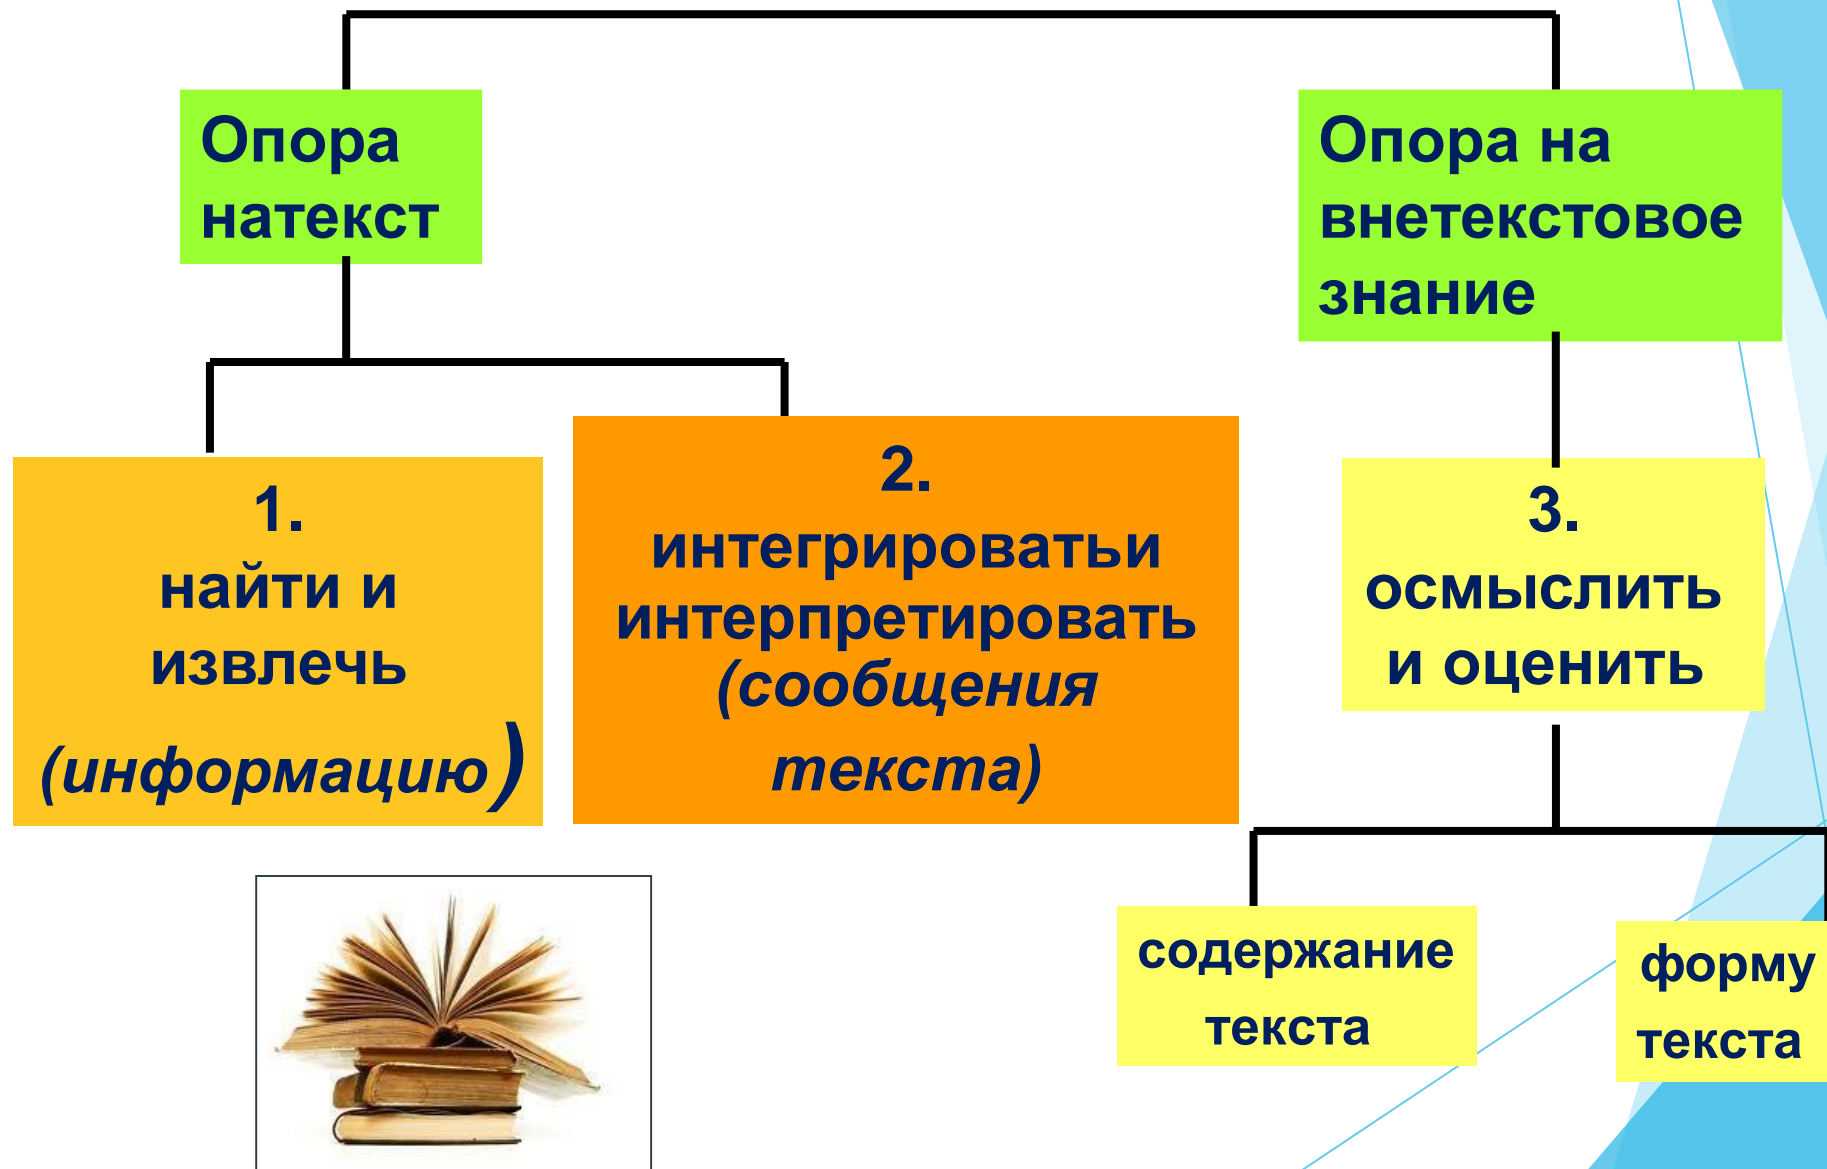 Опора
натекст
Опора на
внетекстовое
знание
1.
найти и
извлечь
(информацию)
2.
интегрироватьи
интерпретировать
(сообщения
текста)
3.
осмыслить
и оценить
содержание
текста
форму
текста